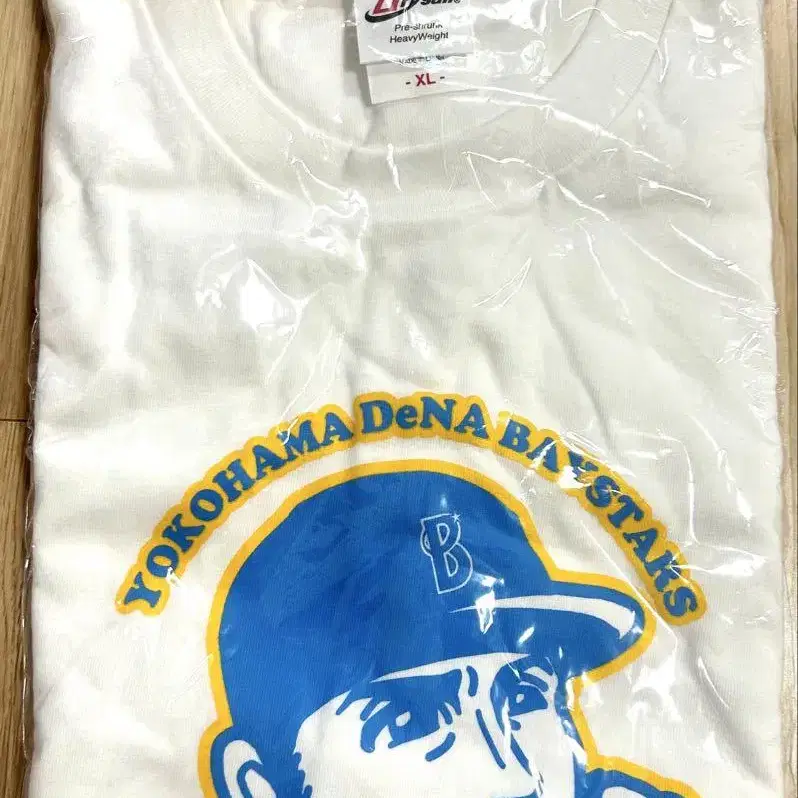 Pre-shrunk
HeavyWeight
- XL -
YOKOHAMA DeNA BAYSTARS
B